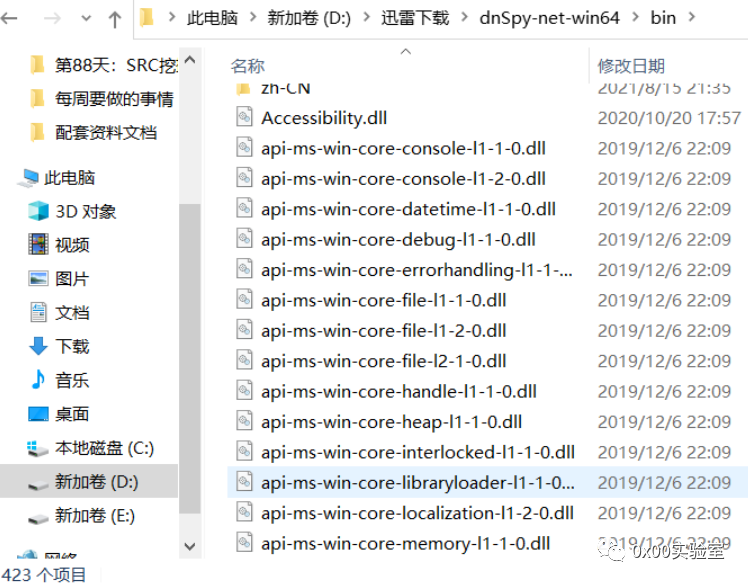 此电脑 > 新加卷 (D:) > 迅雷下载 > dnSpy-net-win64 > bin >
第88天：SRC挖
每周要做的事情
配套资料文档
此电脑
3D 对象
视频
图片
文档
下载
音乐
桌面
本地磁盘 (C:)
新加卷 (D:)
新加卷 (E:)
网络
名称 修改日期
zh-CN 2021/8/15 21:35
Accessibility.dll 2020/10/20 17:57
api-ms-win-core-console-l1-1-0.dll 2019/12/6 22:09
api-ms-win-core-console-l1-2-0.dll 2019/12/6 22:09
api-ms-win-core-datetime-l1-1-0.dll 2019/12/6 22:09
api-ms-win-core-debug-l1-1-0.dll 2019/12/6 22:09
api-ms-win-core-errorhandling-l1-1-... 2019/12/6 22:09
api-ms-win-core-file-l1-1-0.dll 2019/12/6 22:09
api-ms-win-core-file-l1-2-0.dll 2019/12/6 22:09
api-ms-win-core-file-l2-1-0.dll 2019/12/6 22:09
api-ms-win-core-handle-l1-1-0.dll 2019/12/6 22:09
api-ms-win-core-heap-l1-1-0.dll 2019/12/6 22:09
api-ms-win-core-interlocked-l1-1-0.dll 2019/12/6 22:09
api-ms-win-core-libraryloader-l1-1-0... 2019/12/6 22:09
api-ms-win-core-localization-l1-2-0.dll 2019/12/6 22:09
api-ms-win-core-memory-l1-1-0.dll 2019/12/6 22:09
0x00实验室
423 个项目